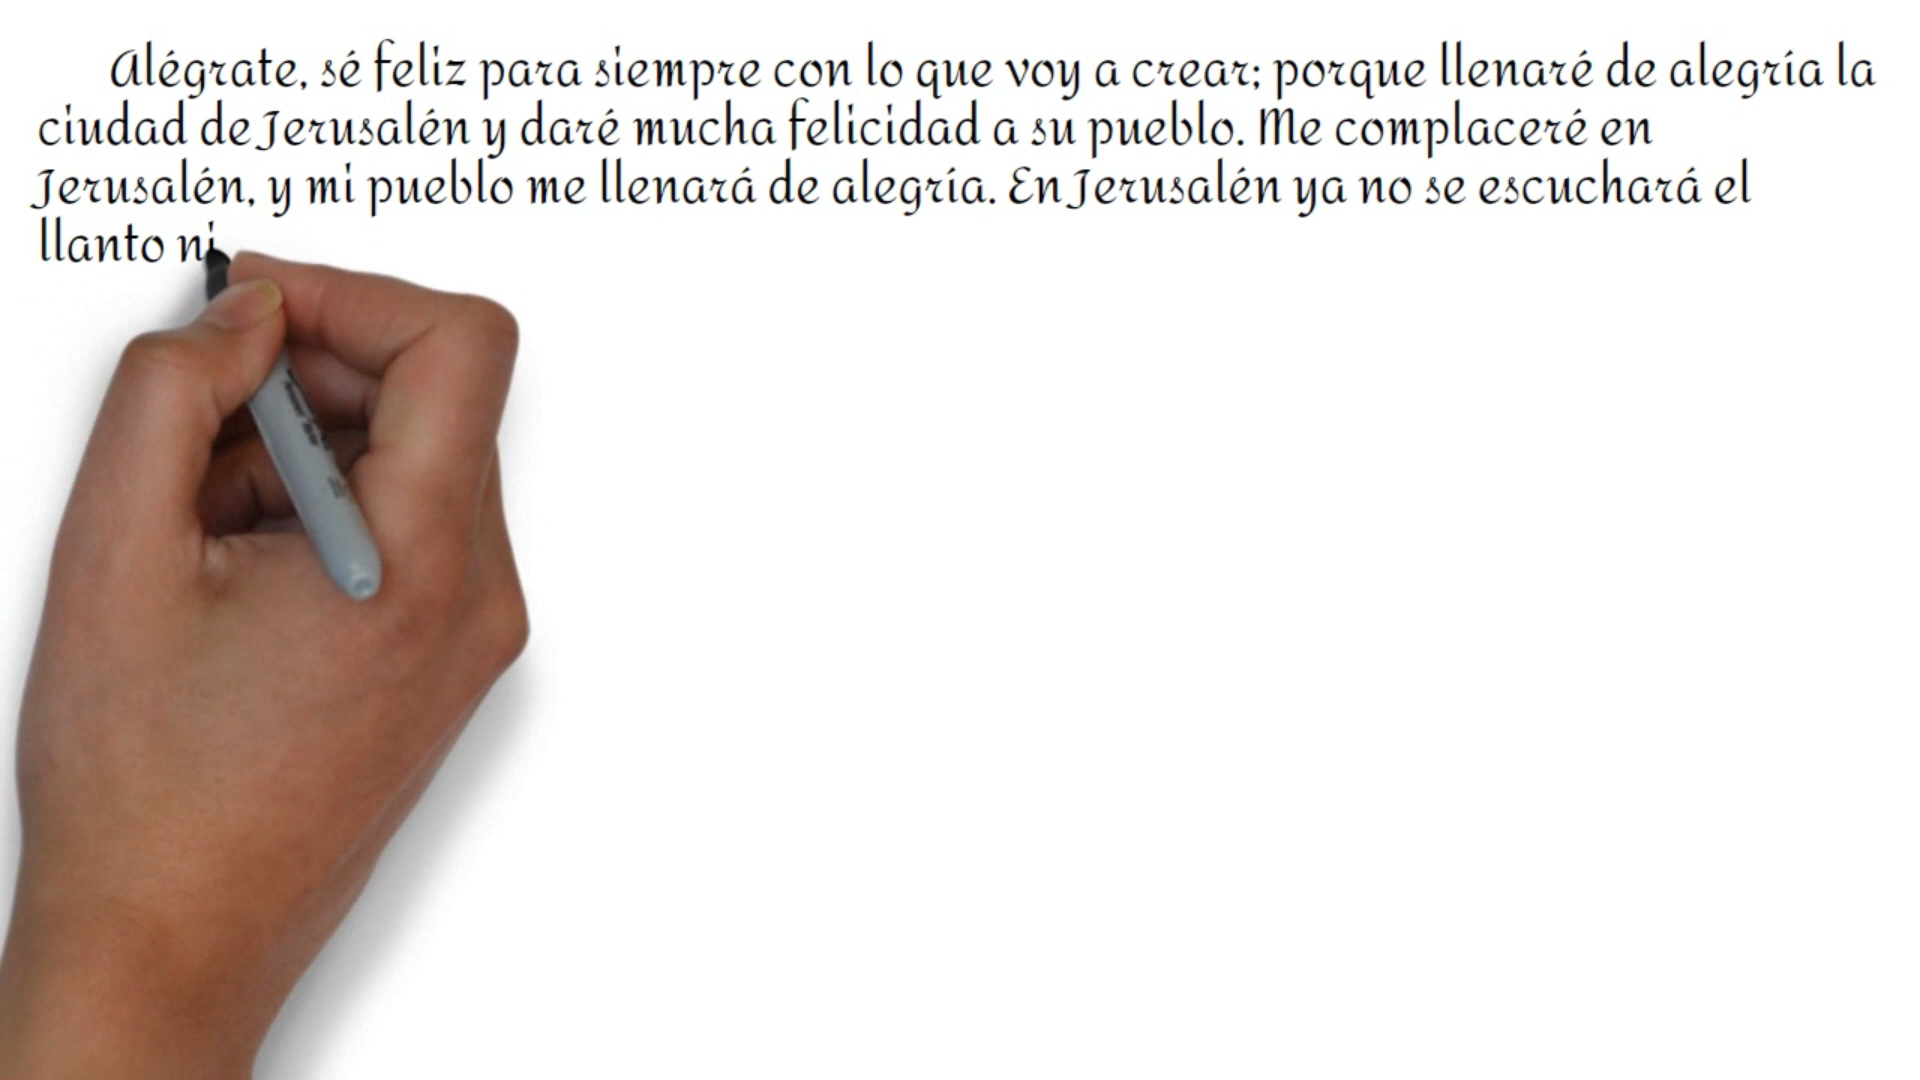 Alégrate, sé feliz para siempre con lo que voy a crear; porque llenaré de alegría la
ciudad de Jerusalén y daré mucha felicidad a su pueblo. Me complaceré en
Jerusalén, y mi pueblo me llenará de alegría. En Jerusalén ya no se escuchará el
llanto ni